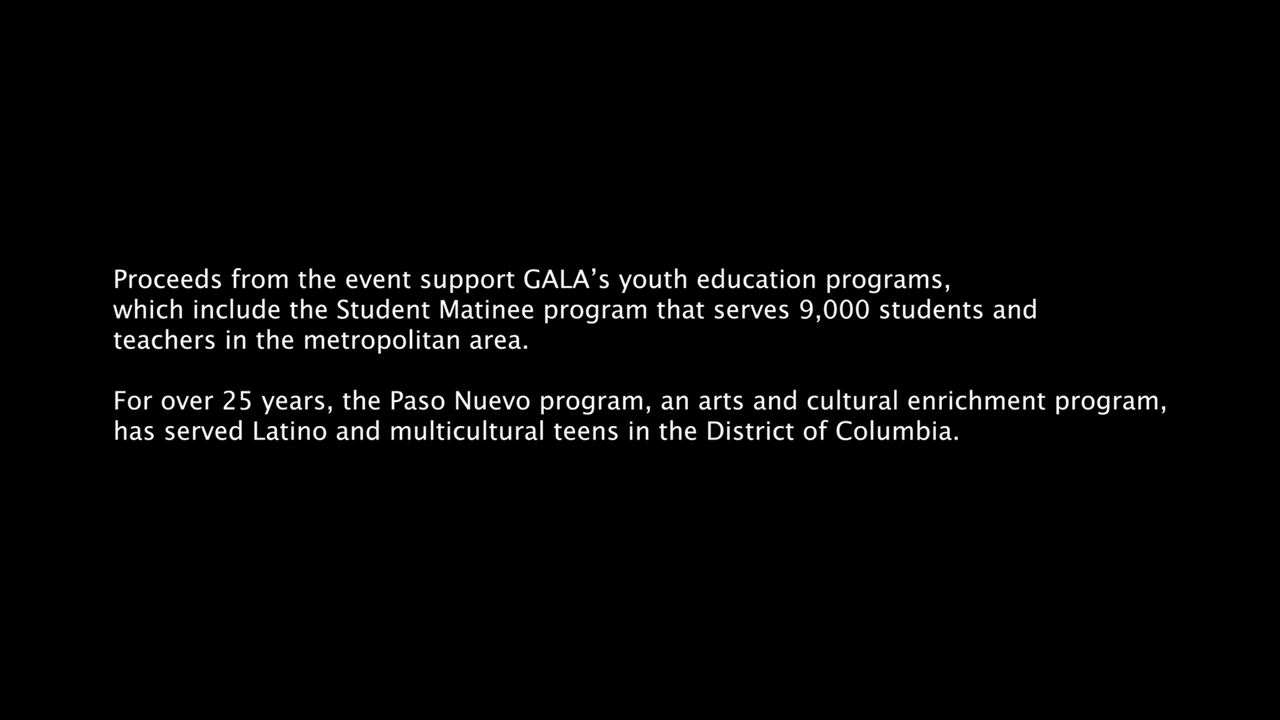 Proceeds from the event support GALA’s youth education programs,
which include the Student Matinee program that serves 9,000 students and
teachers in the metropolitan area.
For over 25 years, the Paso Nuevo program, an arts and cultural enrichment program,
has served Latino and multicultural teens in the District of Columbia.